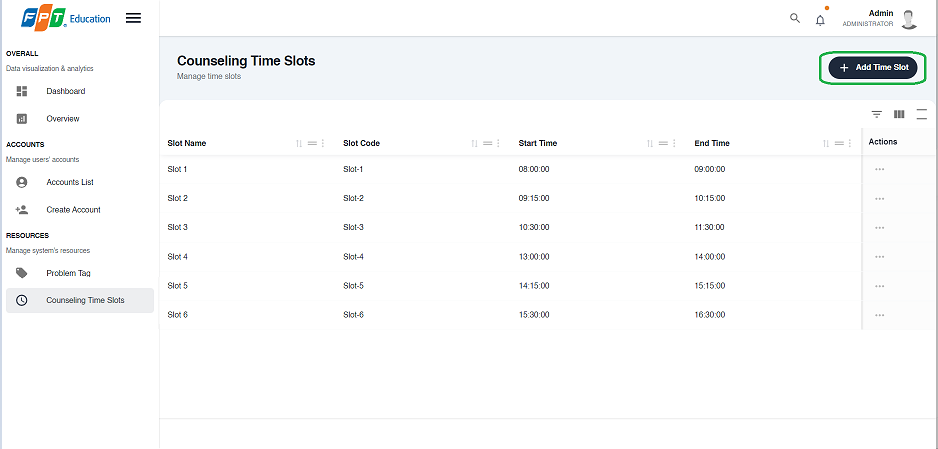 FPT Education
Admin
ADMINISTRATOR
OVERALL
Data visualization & analytics
Dashboard
Overview
ACCOUNTS
Manage users' accounts
Accounts List
Create Account
RESOURCES
Manage system's resources
Problem Tag
Counseling Time Slots
Counseling Time Slots
Manage time slots
+ Add Time Slot
Slot Name Slot Code Start Time End Time Actions
Slot 1 Slot-1 08:00:00 09:00:00 ...
Slot 2 Slot-2 09:15:00 10:15:00 ...
Slot 3 Slot-3 10:30:00 11:30:00 ...
Slot 4 Slot-4 13:00:00 14:00:00 ...
Slot 5 Slot-5 14:15:00 15:15:00 ...
Slot 6 Slot-6 15:30:00 16:30:00 ...